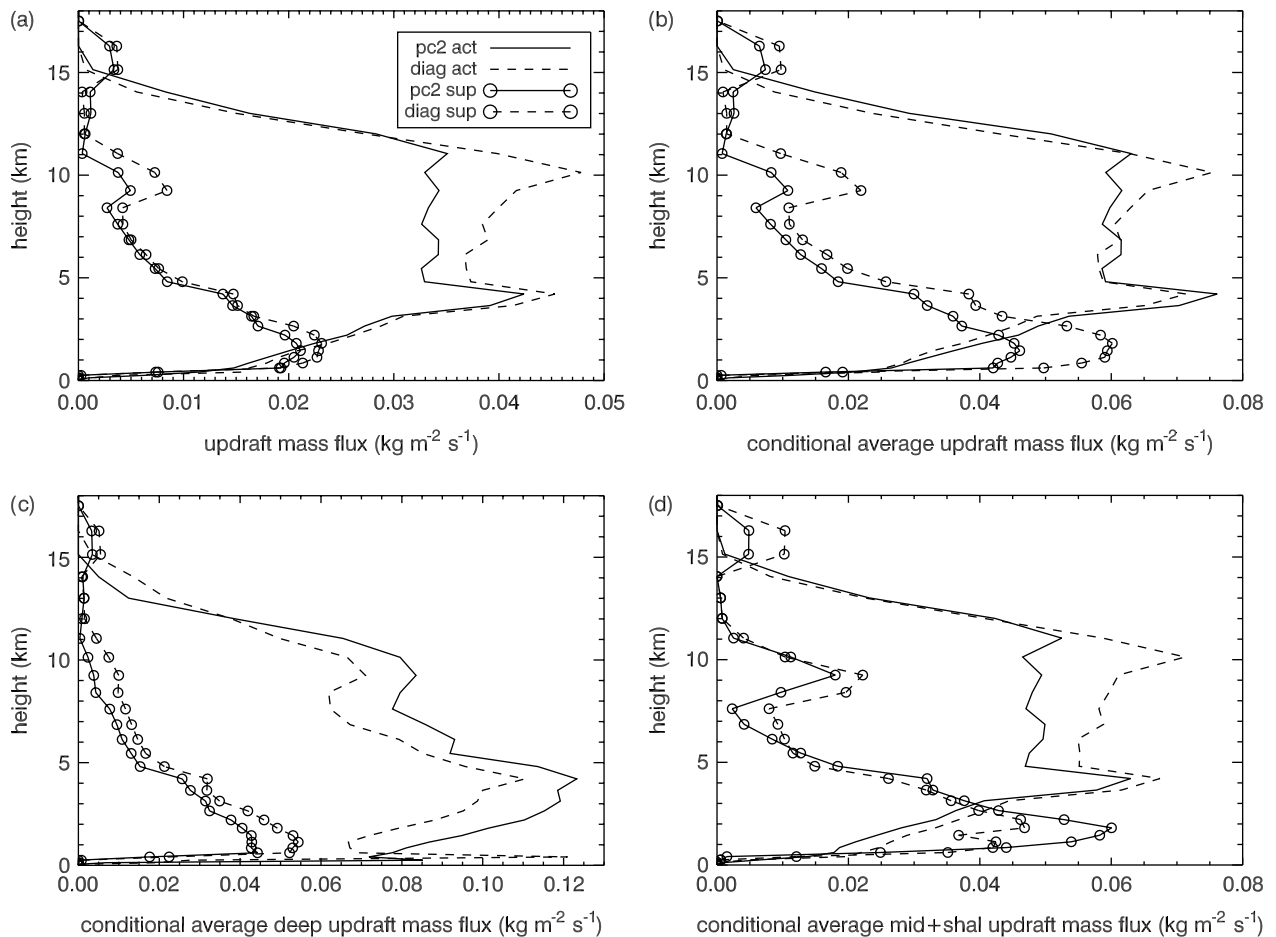 (a)
pc2 act
diag act
pc2 sup
diag sup
15
10
5
0
height (km)
0.00 0.01 0.02 0.03 0.04 0.05
updraft mass flux (kg m⁻² s⁻¹)
(b)
15
10
5
0
height (km)
0.00 0.02 0.04 0.06 0.08
conditional average updraft mass flux (kg m⁻² s⁻¹)
(c)
15
10
5
0
height (km)
0.00 0.02 0.04 0.06 0.08 0.10 0.12
conditional average deep updraft mass flux (kg m⁻² s⁻¹)
(d)
15
10
5
0
height (km)
0.00 0.02 0.04 0.06 0.08
conditional average mid+shal updraft mass flux (kg m⁻² s⁻¹)